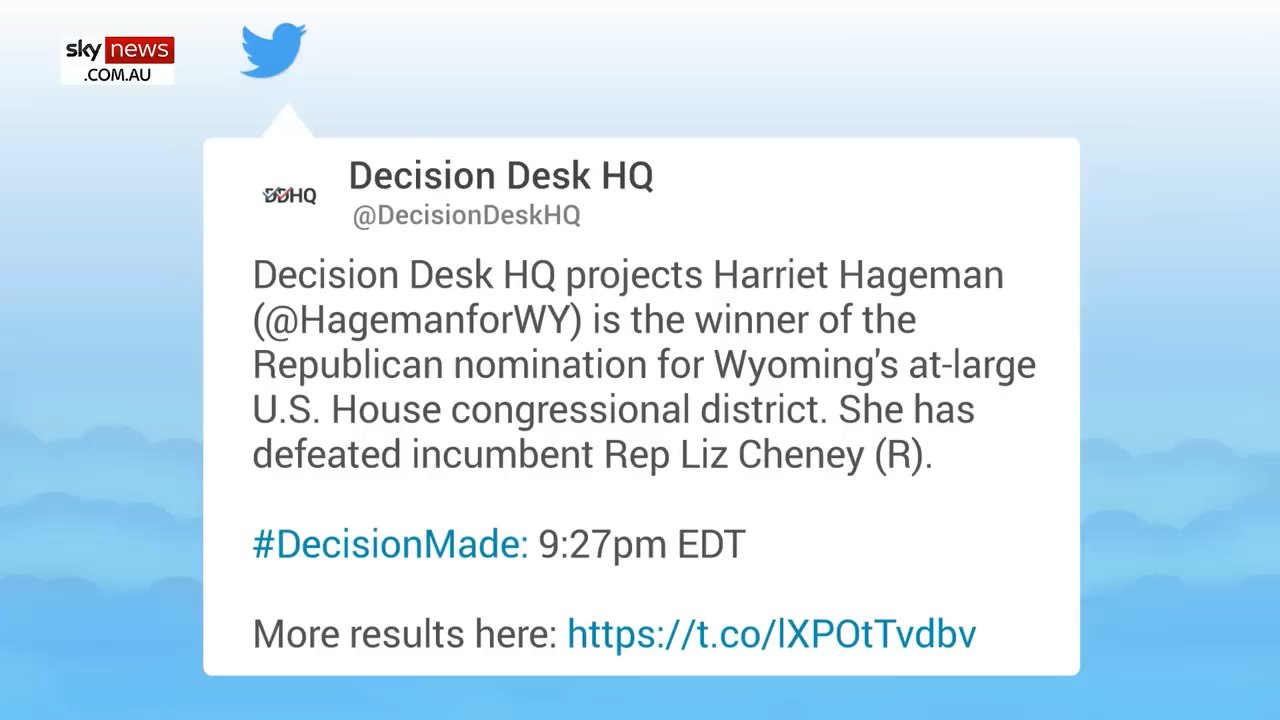 sky news
.COM.AU
DDHQ
Decision Desk HQ
@DecisionDeskHQ
Decision Desk HQ projects Harriet Hageman
(@HagemanforWY) is the winner of the
Republican nomination for Wyoming's at-large
U.S. House congressional district. She has
defeated incumbent Rep Liz Cheney (R).
#DecisionMade: 9:27pm EDT
More results here: https://t.co/lXPOtTvdbv